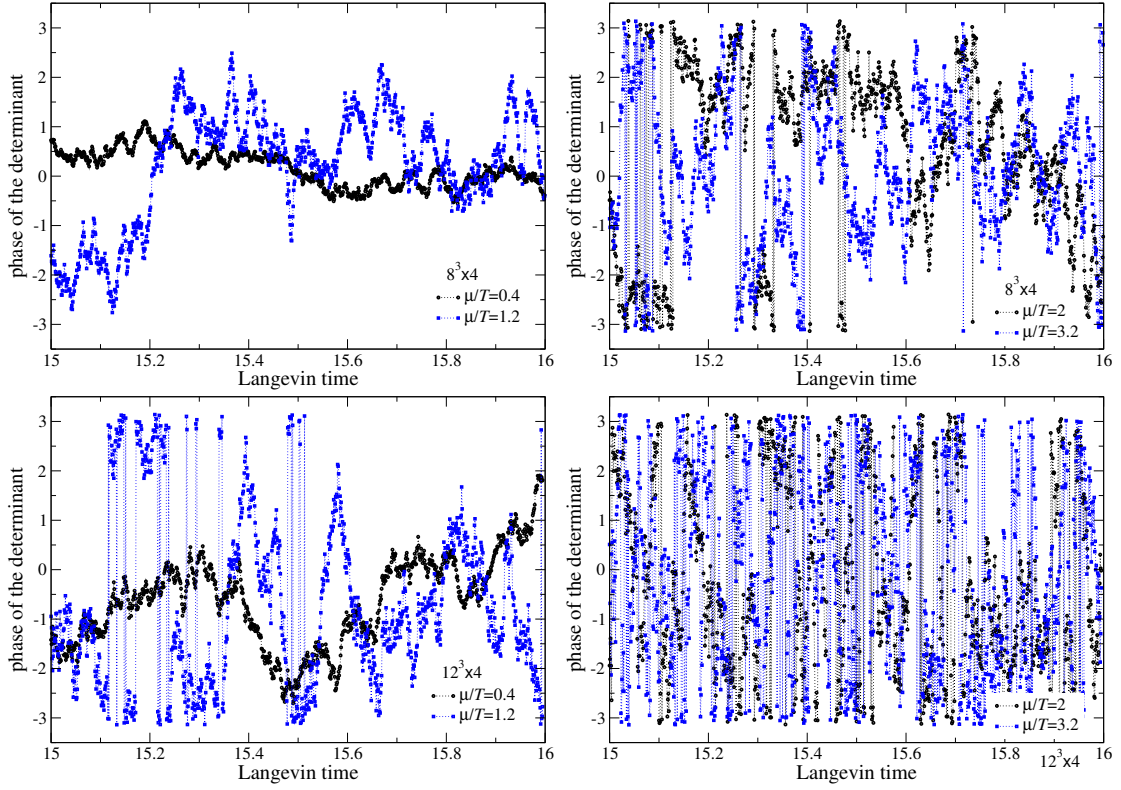 3
2
1
0
-1
-2
-3
phase of the determinant
8³x4
μ/T=0.4
μ/T=1.2
15
15.2
15.4
15.6
15.8
16
Langevin time
3
2
1
0
-1
-2
-3
phase of the determinant
8³x4
μ/T=2
μ/T=3.2
15
15.2
15.4
15.6
15.8
16
Langevin time
3
2
1
0
-1
-2
-3
phase of the determinant
12³x4
μ/T=0.4
μ/T=1.2
15
15.2
15.4
15.6
15.8
16
Langevin time
3
2
1
0
-1
-2
-3
phase of the determinant
μ/T=2
μ/T=3.2
15
15.2
15.4
15.6
15.8
16
Langevin time
12³x4